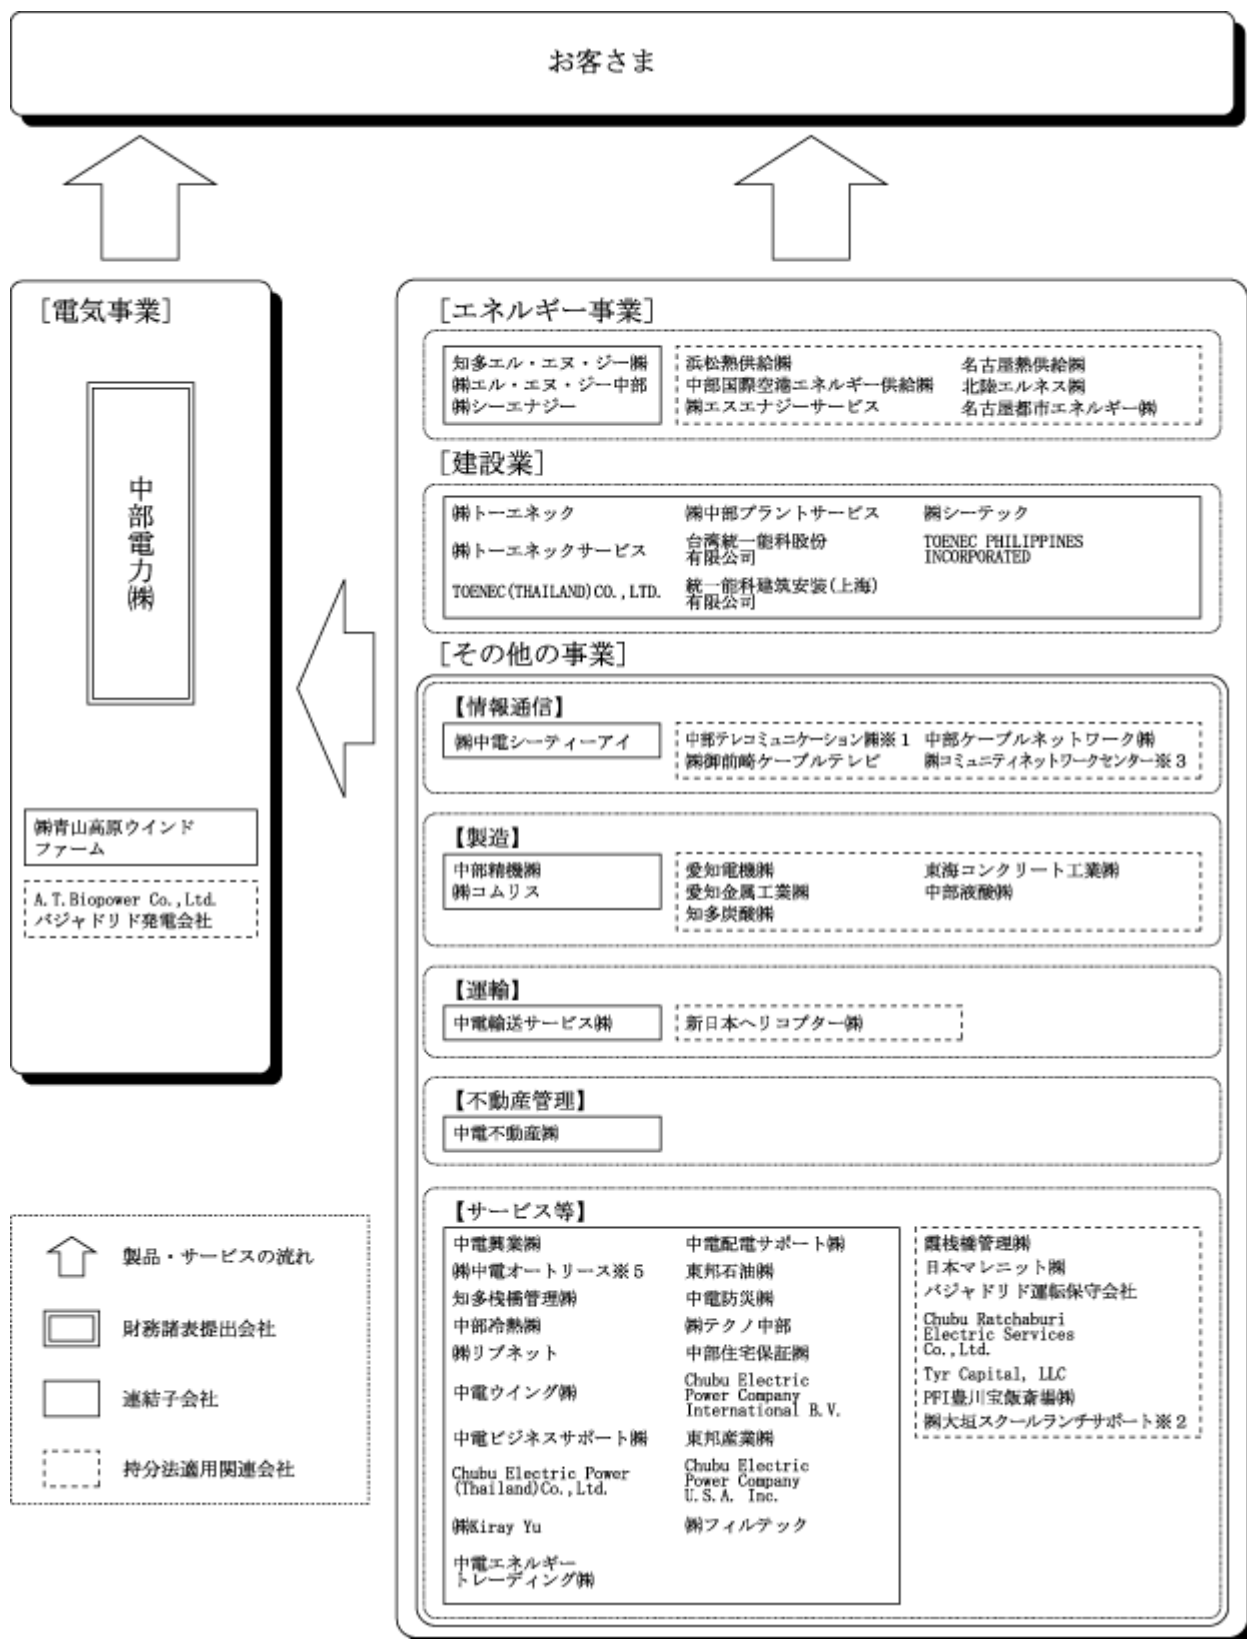 お客さま
[電気事業]
中部電力㈱
㈱青山高原ウインド
ファーム
A.T.Biopower Co.,Ltd.
バジャドリド発電会社
[エネルギー事業]
知多エル・エヌ・ジー㈱
㈱エル・エヌ・ジー中部
㈱シーエナジー
浜松熱供給㈱
中部国際空港エネルギー供給㈱
㈱エスエナジーサービス
名古屋熱供給㈱
北陸エルネス㈱
名古屋都市エネルギー㈱
[建設業]
㈱トーエネック
㈱中部プラントサービス
㈱シーテック
㈱トーエネックサービス
台湾統一能科股份
有限公司
TOENEC PHILIPPINES
INCORPORATED
TOENEC(THAILAND)CO.,LTD.
統一能科建筑安装(上海)
有限公司
[その他の事業]
【情報通信】
㈱中電シーティーアイ
中部テレコミュニケーション㈱※1
中部ケーブルネットワーク㈱
㈱御前崎ケーブルテレビ
㈱コミュニティネットワークセンター※3
【製造】
中部精機㈱
㈱コムリス
愛知電機㈱
東海コンクリート工業㈱
愛知金属工業㈱
中部液酸㈱
知多炭酸㈱
【運輸】
中電輸送サービス㈱
新日本ヘリコプター㈱
【不動産管理】
中電不動産㈱
【サービス等】
中電興業㈱
中電配電サポート㈱
㈱中電オートリース※5
東邦石油㈱
知多桟橋管理㈱
中電防災㈱
中部冷熱㈱
㈱テクノ中部
㈱リブネット
中部住宅保証㈱
中電ウイング㈱
Chubu Electric
Power Company
International B.V.
中電ビジネスサポート㈱
東邦産業㈱
Chubu Electric Power
(Thailand)Co.,Ltd.
Chubu Electric
Power Company
U.S.A. Inc.
㈱Kiray Yu
㈱フィルテック
中電エネルギー
トレーディング㈱
霞桟橋管理㈱
日本マレニット㈱
バジャドリド運転保守会社
Chubu Ratchaburi
Electric Services
Co.,Ltd.
Tyr Capital, LLC
PFI豊川宝飯斎場㈱
㈱大垣スクールランチサポート※2
製品・サービスの流れ
財務諸表提出会社
連結子会社
持分法適用関連会社